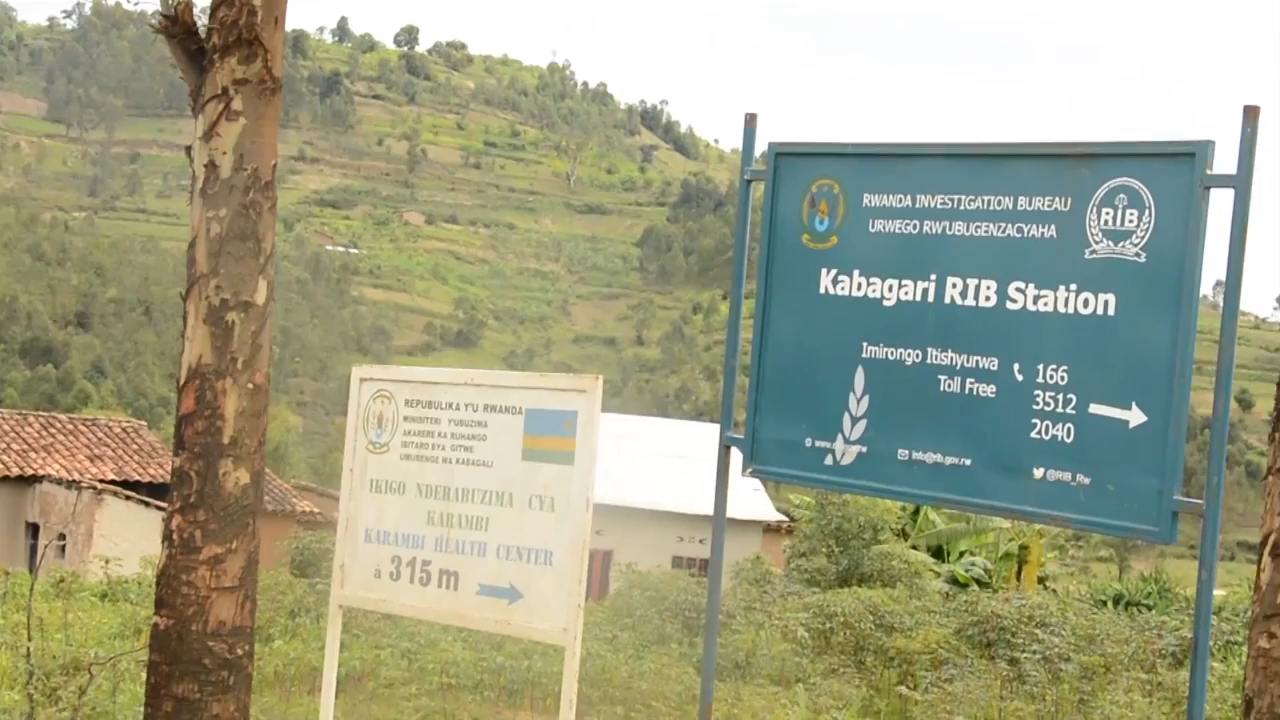 REPUBULIKA Y'U RWANDA
MINISITERI Y'UBUZIMA
AKARERE KA RUHANGO
IBITARO BYA GITWE
UMURENGE WA KABAGALI
IKIGO NDERABUZIMA CYA
KARAMBI
KARAMBI HEALTH CENTER
à 315 m
RWANDA INVESTIGATION BUREAU
URWEGO RW'UBUGENZACYAHA
RIB
Kabagari RIB Station
Imirongo Itishyurwa 166
Toll Free 3512
2040
info@rib.gov.rw
@RIB_Rw